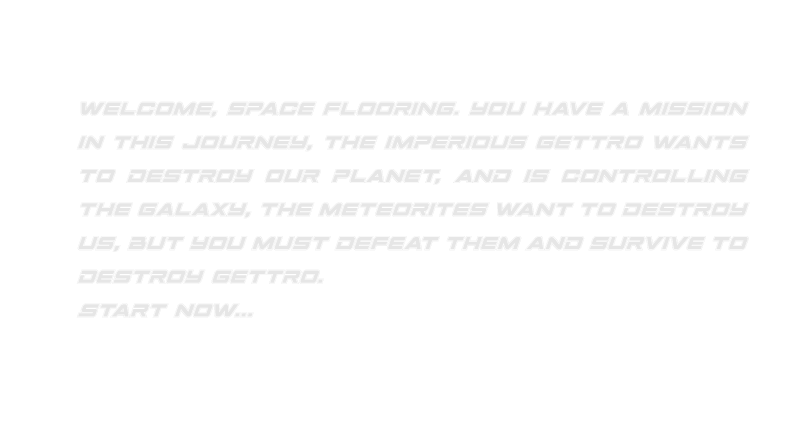 WELCOME, SPACE FLOORING. YOU HAVE A MISSION
IN THIS JOURNEY, THE IMPERIOUS GETTRO WANTS
TO DESTROY OUR PLANET, AND IS CONTROLLING
THE GALAXY, THE METEORITES WANT TO DESTROY
US, BUT YOU MUST DEFEAT THEM AND SURVIVE TO
DESTROY GETTRO.
START NOW...